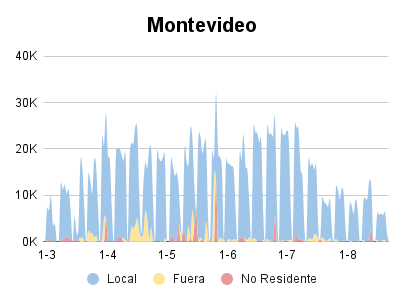 Montevideo
40K
30K
20K
10K
0K
1-3 1-4 1-5 1-6 1-7 1-8
Local Fuera No Residente